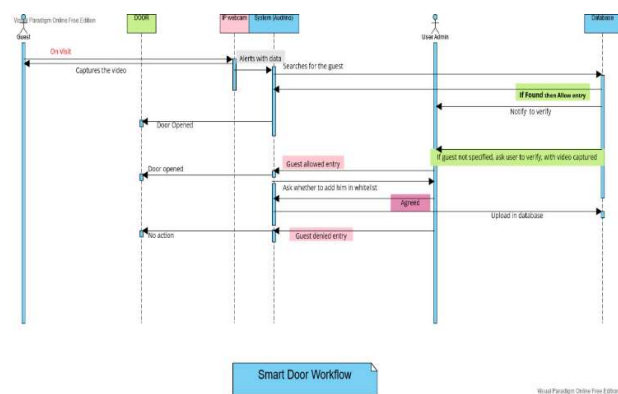 Visual Paradigm Online Free Edition
DOOR
IP webcam
System (Audino)
Database
Guest
User Admin
On Visit
Alerts with data
Captures the video
Searches for the guest
If Found then Allow entry
Notify to verify
Door Opened
If guest not specified, ask user to verify, with video captured
Guest allowed entry
Door opened
Ask whether to add him in whitelist
Agreed
Upload in database
No action
Guest denied entry
Smart Door Workflow
Visual Paradigm Online Free Edition